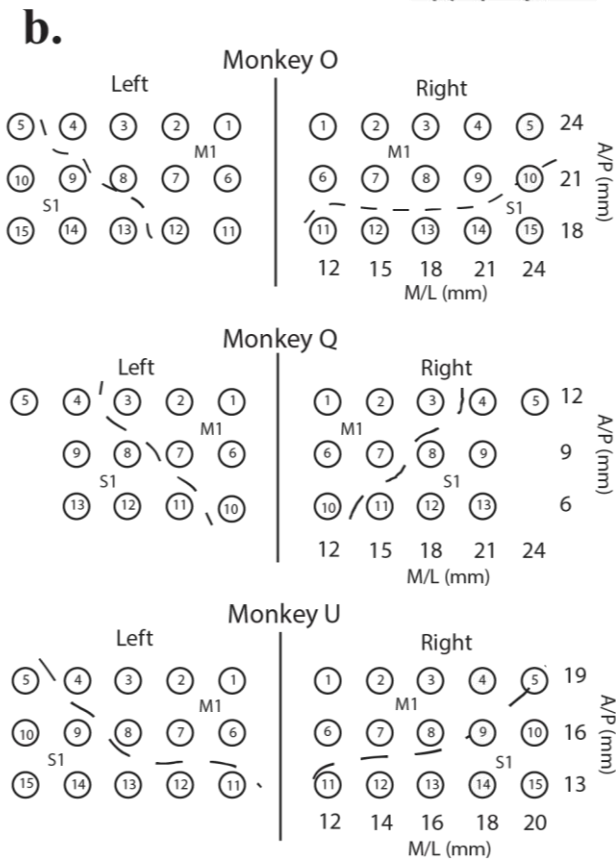 b.
Monkey O
Left Right
5 4 3 2 1 1 2 3 4 5 24
M1 M1
10 9 8 7 6 6 7 8 9 10 21
S1 S1
15 14 13 12 11 11 12 13 14 15 18
A/P (mm)
12 15 18 21 24
M/L (mm)
Monkey Q
Left Right
5 4 3 2 1 1 2 3 4 5 12
M1 M1
9 8 7 6 6 7 8 9 9
S1 S1
13 12 11 10 10 11 12 13 6
A/P (mm)
12 15 18 21 24
M/L (mm)
Monkey U
Left Right
5 4 3 2 1 1 2 3 4 5 19
M1 M1
10 9 8 7 6 6 7 8 9 10 16
S1 S1
15 14 13 12 11 11 12 13 14 15 13
A/P (mm)
12 14 16 18 20
M/L (mm)